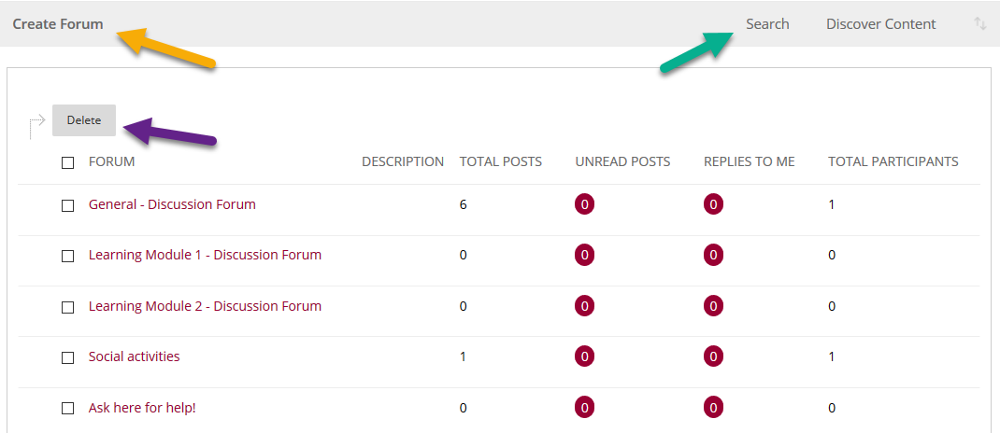 Create Forum Search Discover Content
Delete
FORUM DESCRIPTION TOTAL POSTS UNREAD POSTS REPLIES TO ME TOTAL PARTICIPANTS
General - Discussion Forum 6 0 0 1
Learning Module 1 - Discussion Forum 0 0 0 0
Learning Module 2 - Discussion Forum 0 0 0 0
Social activities 1 0 0 1
Ask here for help! 0 0 0 0